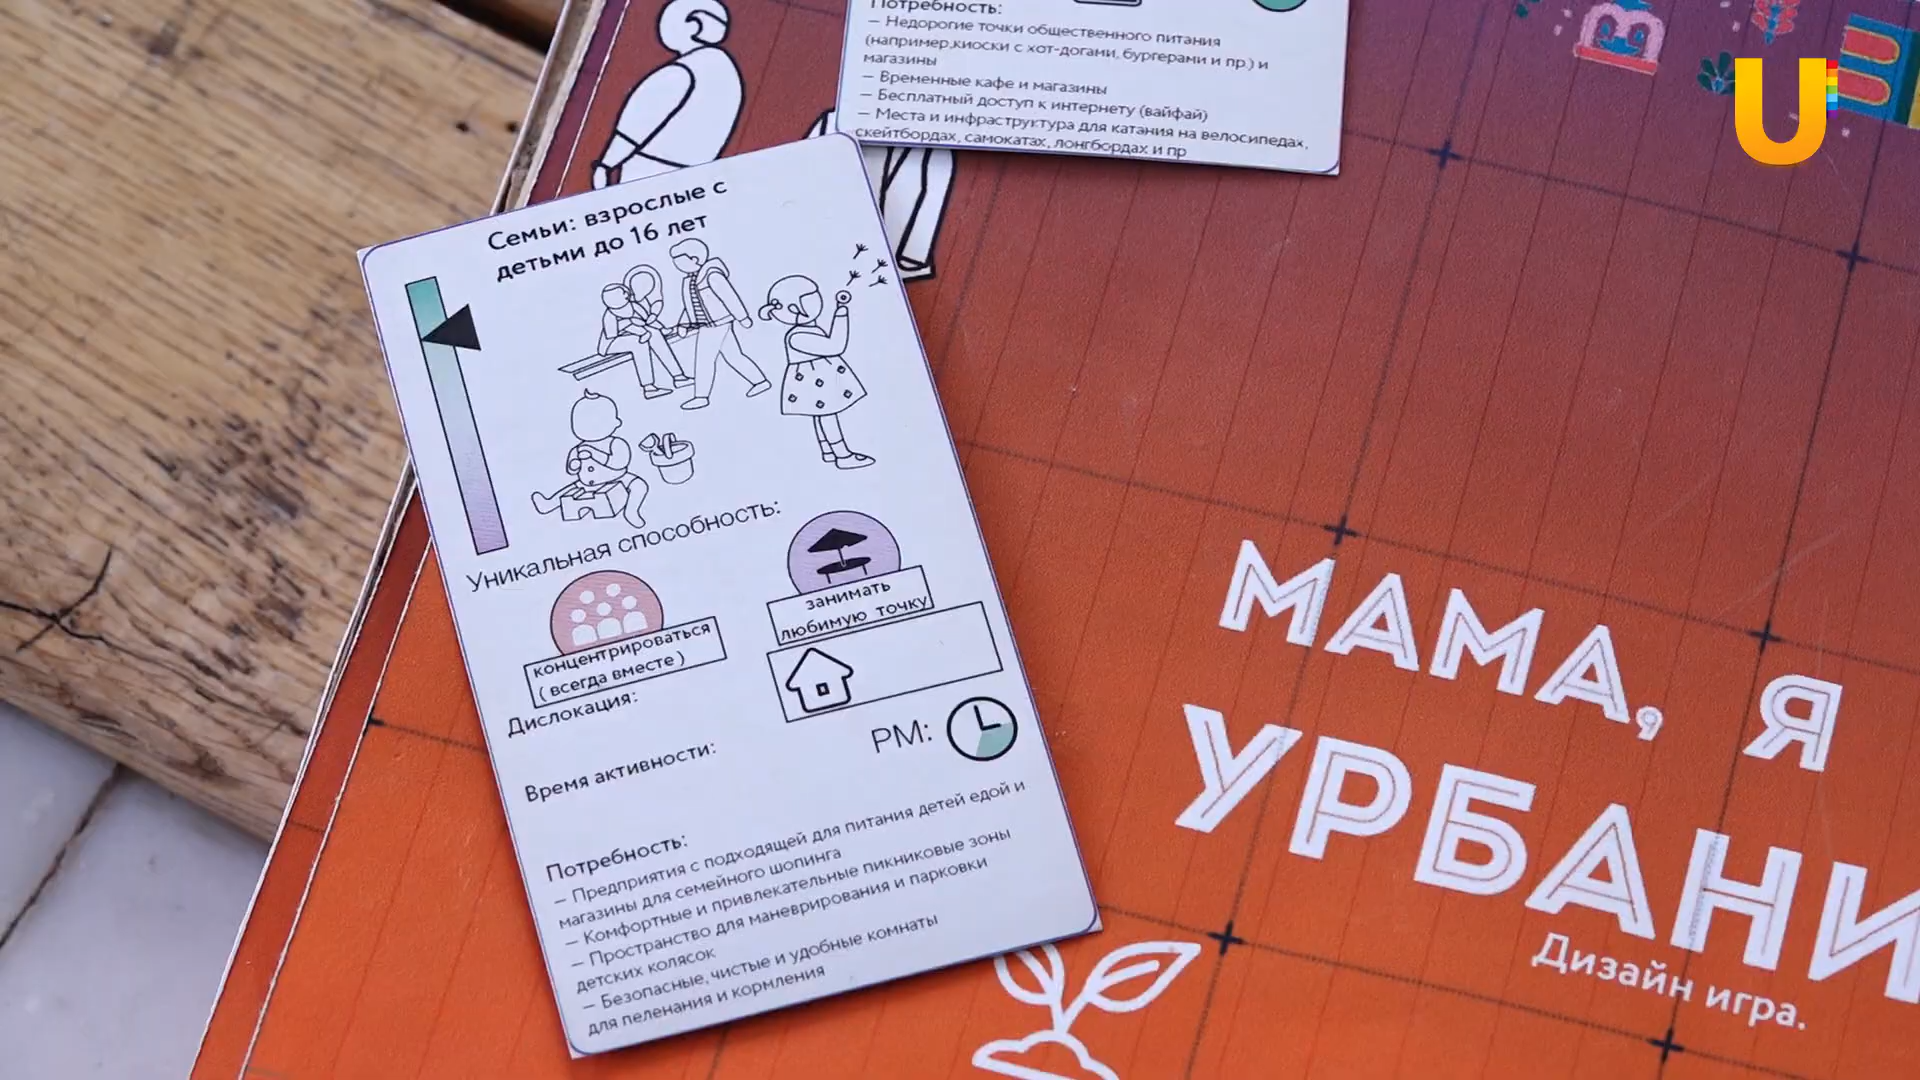 Потребность:
— Недорогие точки общественного питания
(например,киоски с хот-догами, бургерами и пр.) и
магазины
— Временные кафе и магазины
— Бесплатный доступ к интернету (вайфай)
— Места и инфраструктура для катания на велосипедах,
скейтбордах, самокатах, лонгбордах и пр
Семьи: взрослые с
детьми до 16 лет
Уникальная способность:
концентрироваться
( всегда вместе )
занимать
любимую точку
Дислокация:
Время активности:
PM:
Потребность:
— Предприятия с подходящей для питания детей едой и
магазины для семейного шопинга
— Комфортные и привлекательные пикниковые зоны
— Пространство для маневрирования и парковки
детских колясок
— Безопасные, чистые и удобные комнаты
для пеленания и кормления
МАМА, Я
УРБАНИ
Дизайн игра.
U